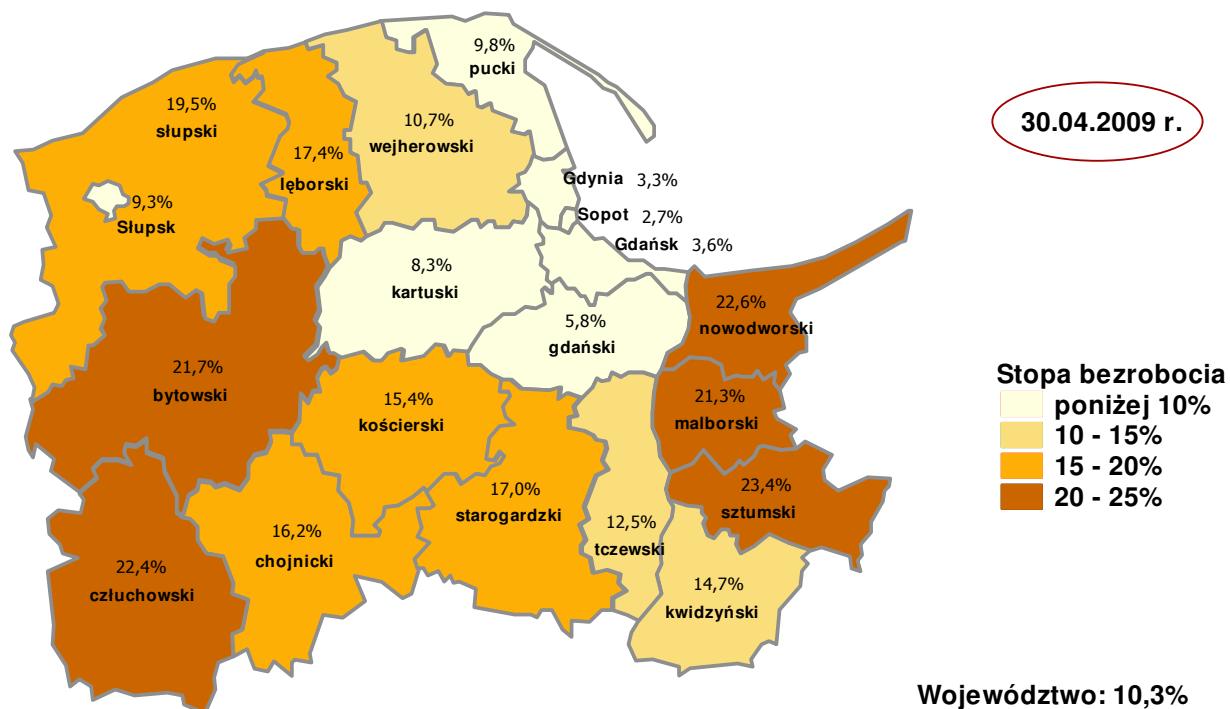 9,8%
pucki
30.04.2009 r.
19,5%
słupski
10,7%
wejherowski
17,4%
lęborski
Gdynia 3,3%
9,3%
Słupsk
Sopot 2,7%
Gdańsk 3,6%
8,3%
kartuski
22,6%
nowodworski
5,8%
gdański
21,7%
bytowski
15,4%
kościerski
21,3%
malborski
Stopa bezrobocia
poniżej 10%
10 - 15%
15 - 20%
20 - 25%
17,0%
starogardzki
23,4%
sztumski
16,2%
chojnicki
12,5%
tczewski
22,4%
człuchowski
14,7%
kwidzyński
Województwo: 10,3%